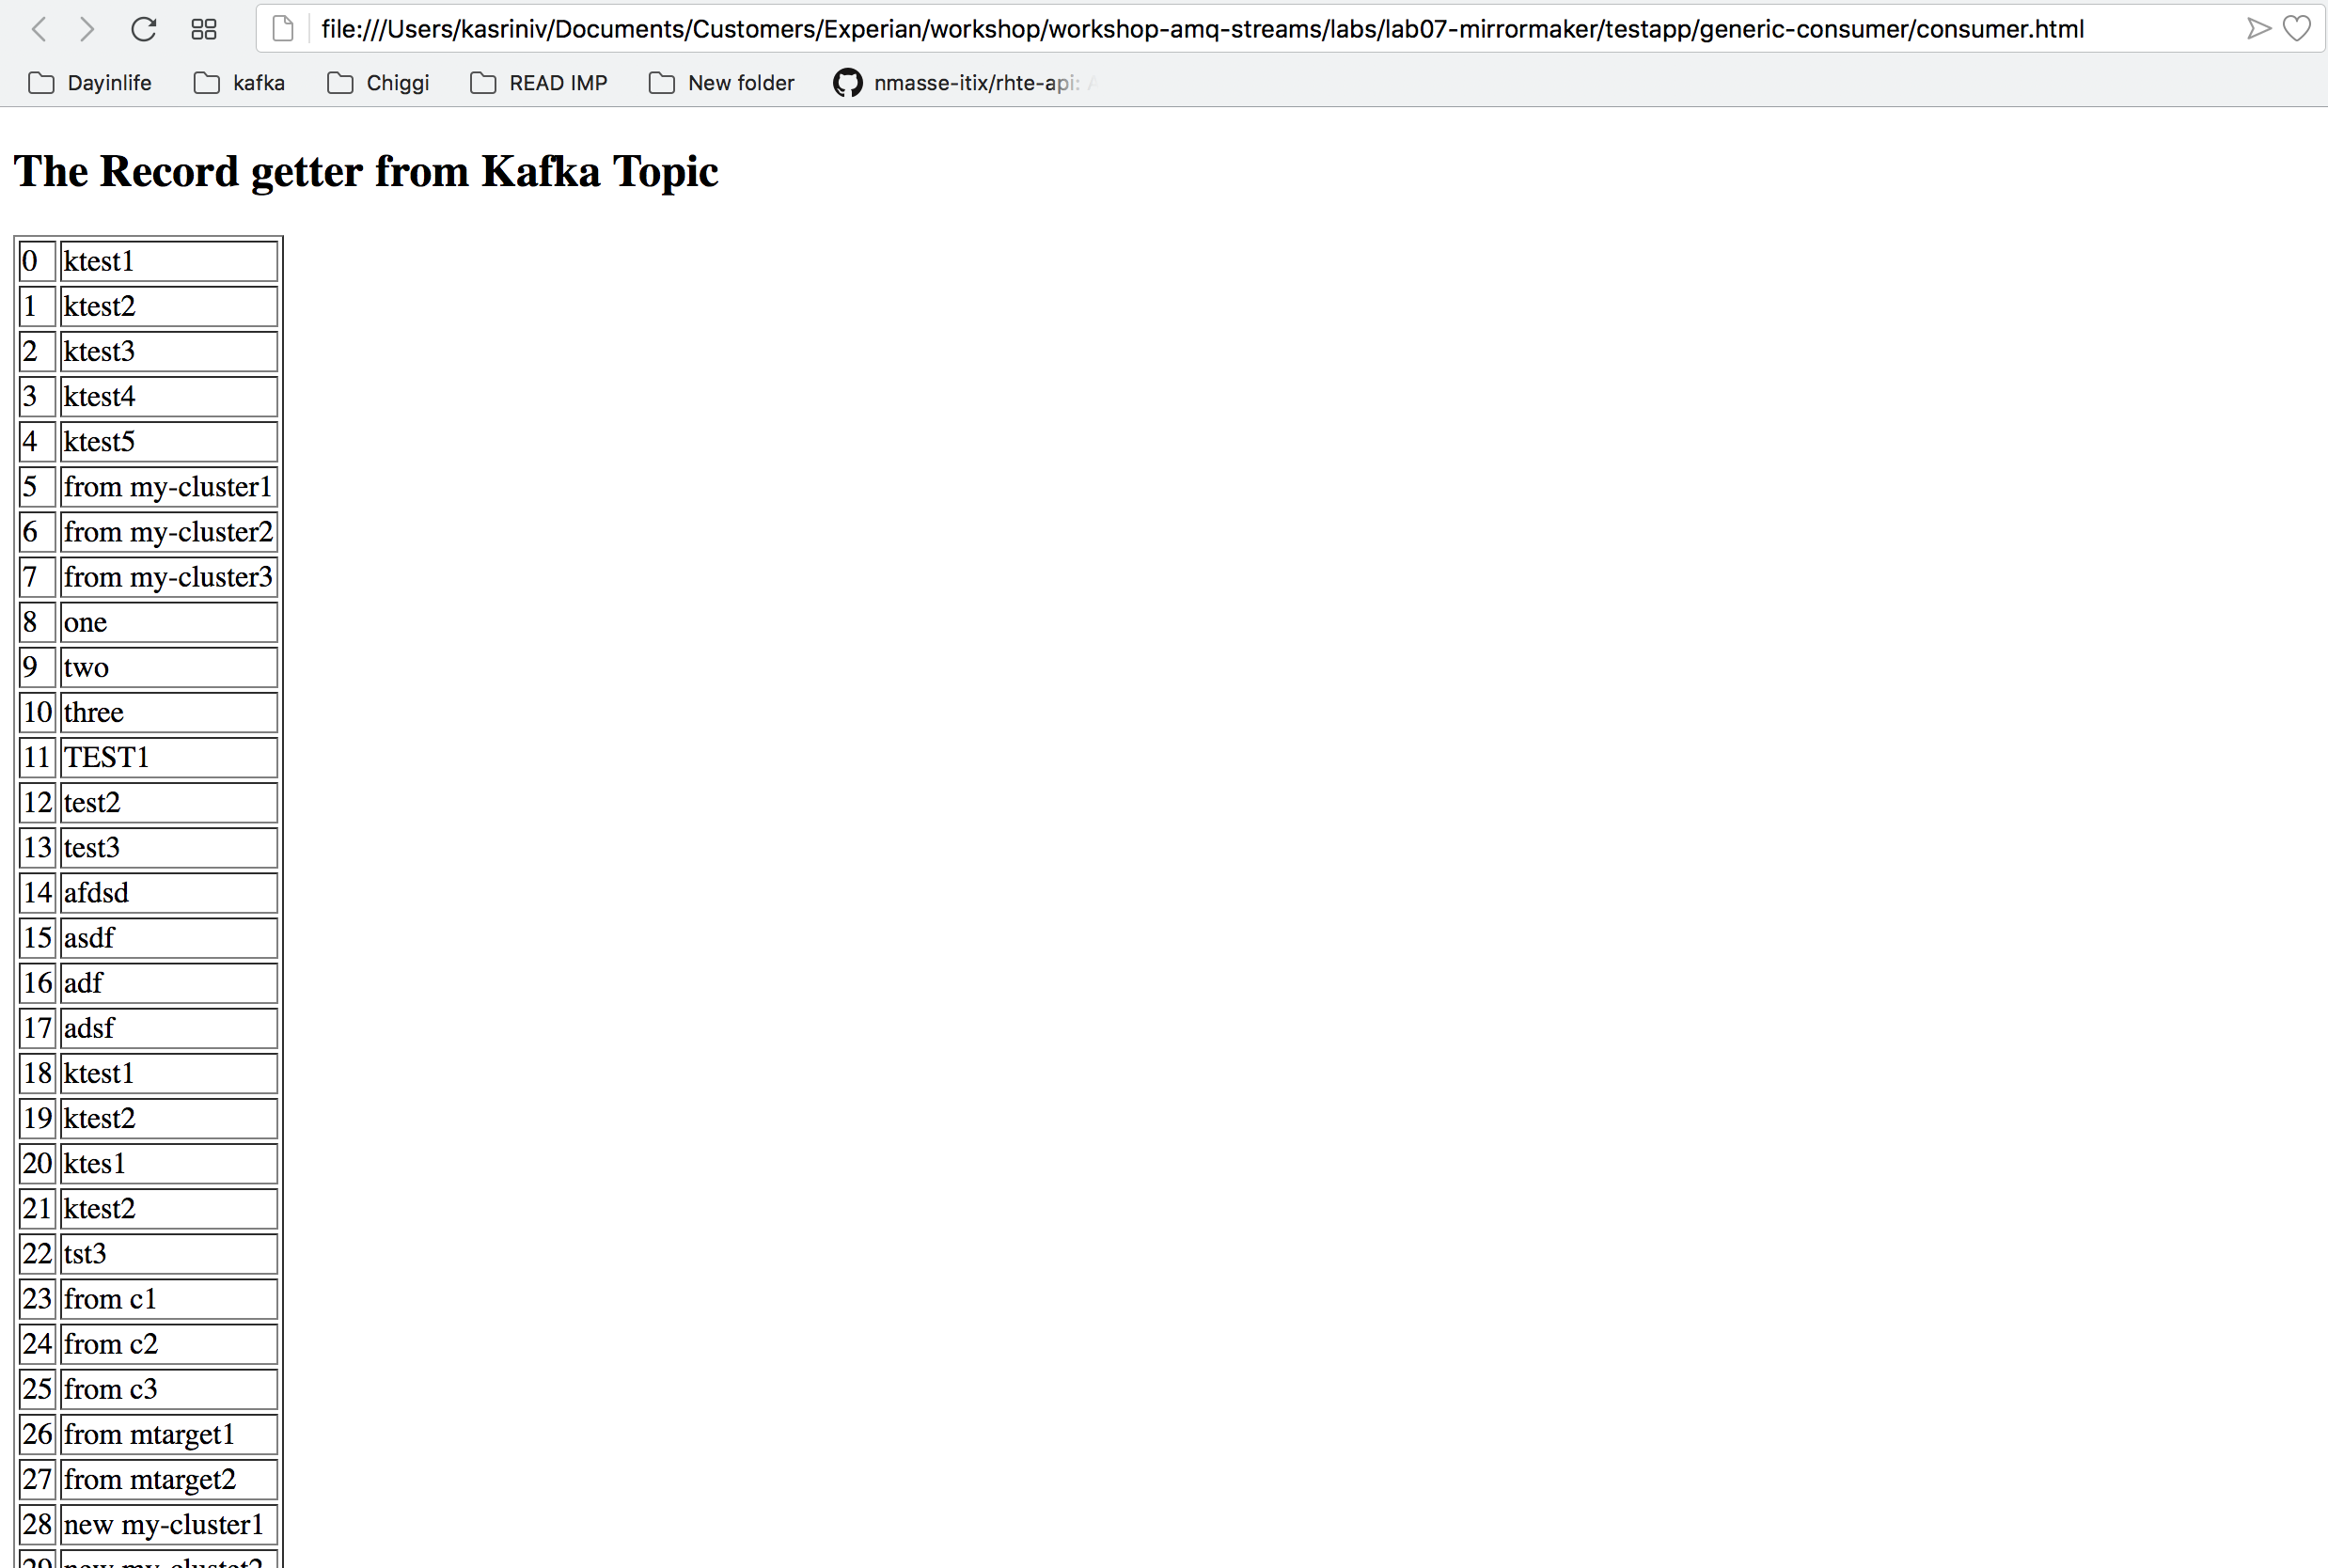 file:///Users/kasriniv/Documents/Customers/Experian/workshop/workshop-amq-streams/labs/lab07-mirrormaker/testapp/generic-consumer/consumer.html
Dayinlife kafka Chiggi READ IMP New folder nmasse-itix/rhte-api:
The Record getter from Kafka Topic
0 ktest1
1 ktest2
2 ktest3
3 ktest4
4 ktest5
5 from my-cluster1
6 from my-cluster2
7 from my-cluster3
8 one
9 two
10 three
11 TEST1
12 test2
13 test3
14 afdsd
15 asdf
16 adf
17 adsf
18 ktest1
19 ktest2
20 ktes1
21 ktest2
22 tst3
23 from c1
24 from c2
25 from c3
26 from mtarget1
27 from mtarget2
28 new my-cluster1
29 new my-clustet2